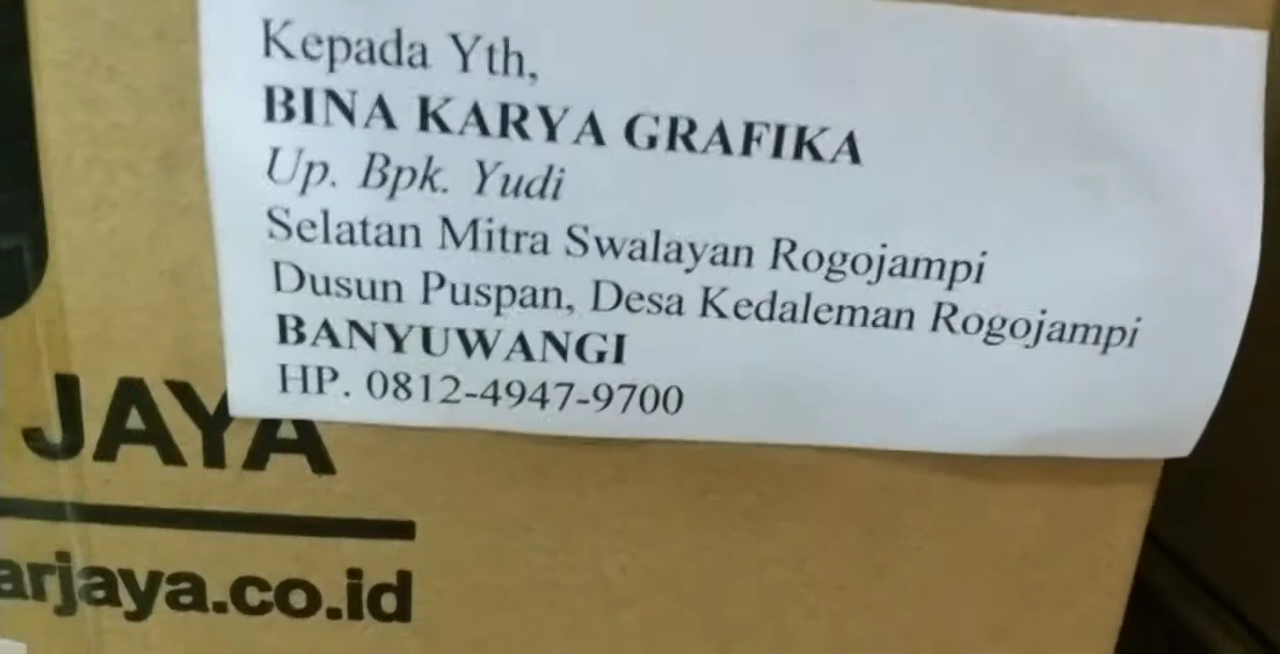 Kepada Yth,
BINA KARYA GRAFIKA
Up. Bpk. Yudi
Selatan Mitra Swalayan Rogojampi
Dusun Puspan, Desa Kedaleman Rogojampi
BANYUWANGI
HP. 0812-4947-9700
JAYA
arjaya.co.id